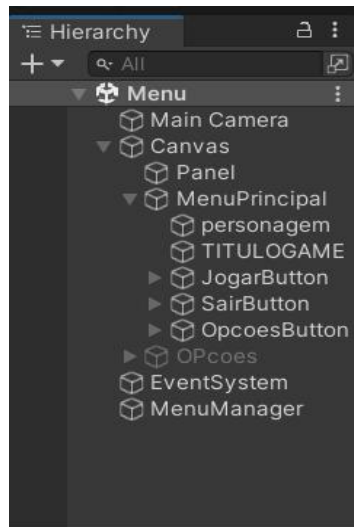 Hierarchy
All
Menu
Main Camera
Canvas
Panel
MenuPrincipal
personagem
TITULOGAME
JogarButton
SairButton
OpcoesButton
OPcoes
EventSystem
MenuManager